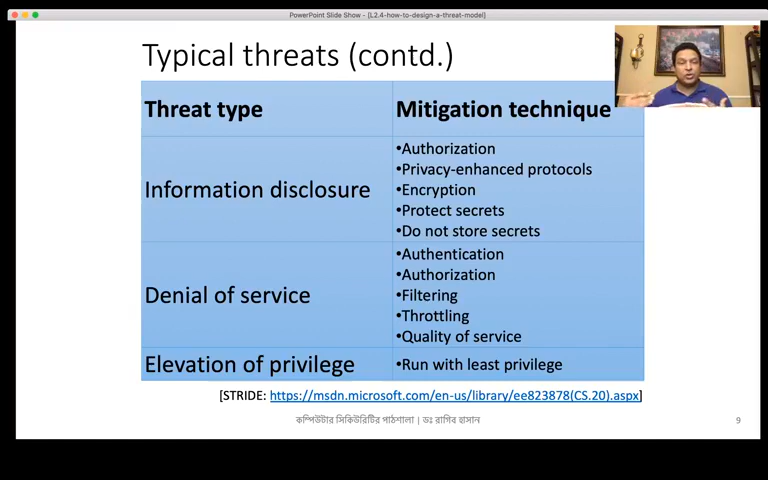 PowerPoint Slide Show - [L2.4-how-to-design-a-threat-model]
Typical threats (contd.)
Threat type
Mitigation technique
Information disclosure
•Authorization
•Privacy-enhanced protocols
•Encryption
•Protect secrets
•Do not store secrets
Denial of service
•Authentication
•Authorization
•Filtering
•Throttling
•Quality of service
Elevation of privilege
•Run with least privilege
[STRIDE: https://msdn.microsoft.com/en-us/library/ee823878(CS.20).aspx]
কম্পিউটার সিকিউরিটির পাঠশালা | ডঃ রাগিব হাসান
9